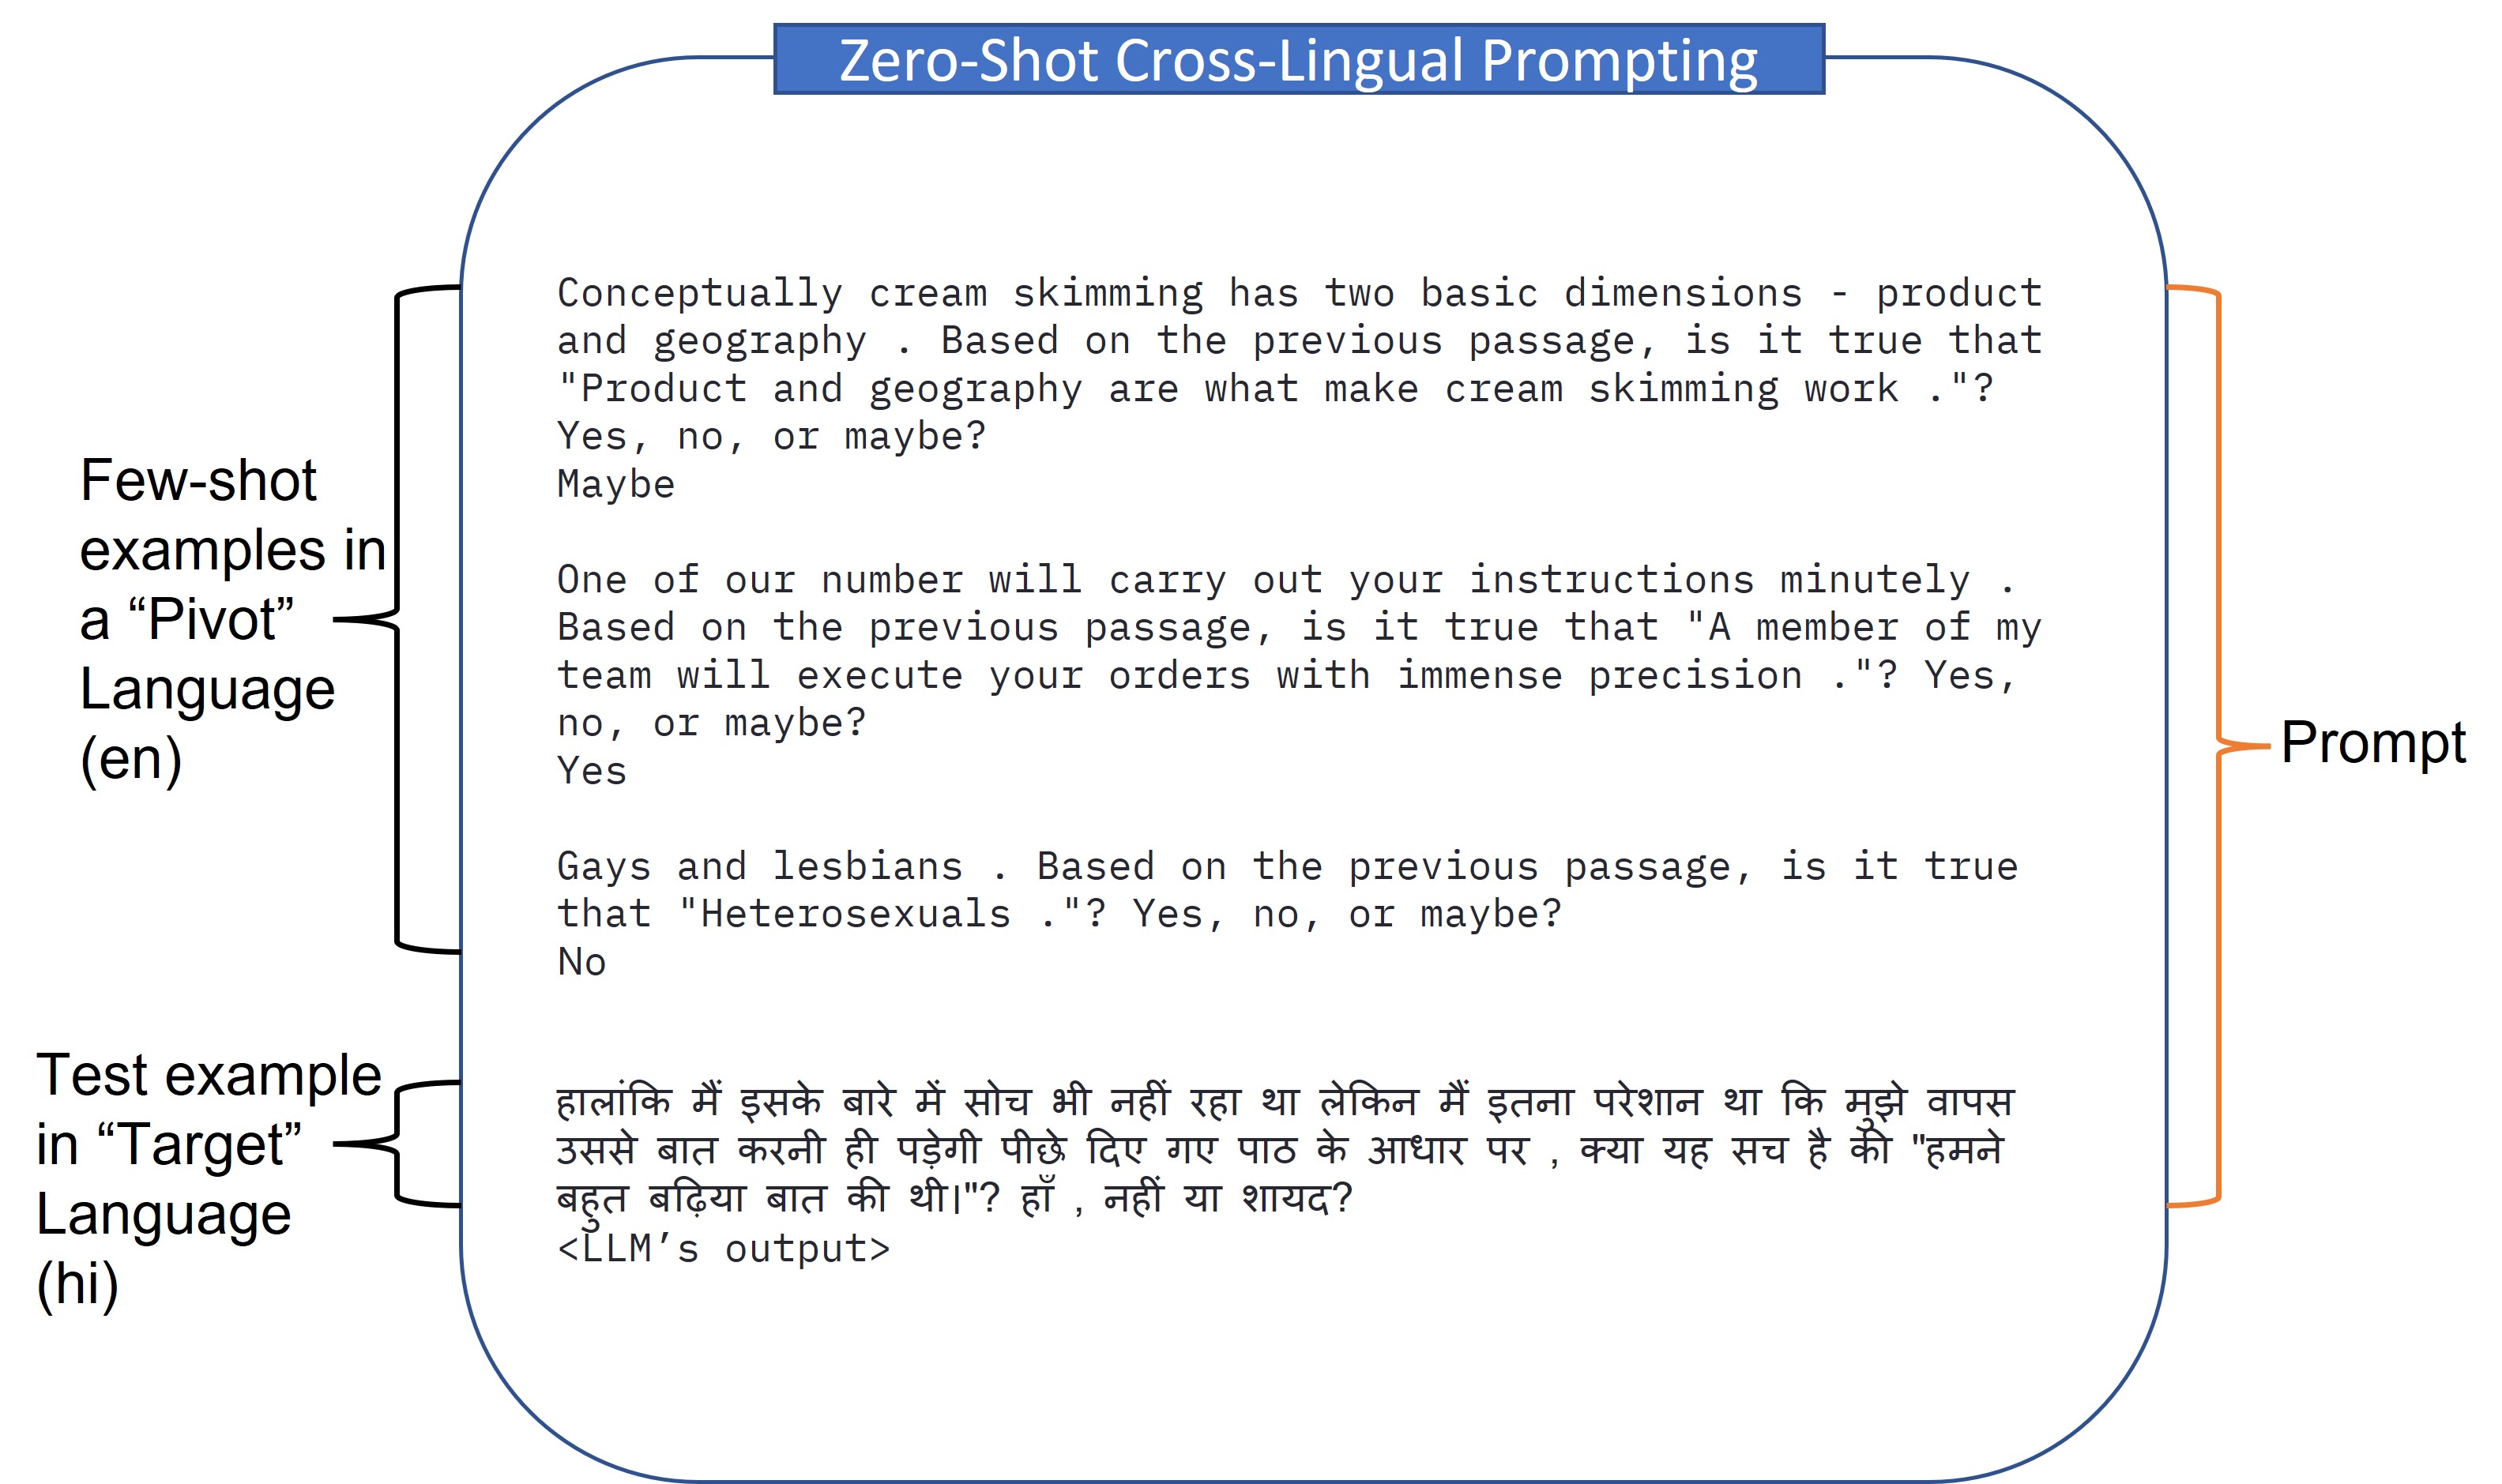 Zero-Shot Cross-Lingual Prompting
Conceptually cream skimming has two basic dimensions - product
and geography . Based on the previous passage, is it true that
"Product and geography are what make cream skimming work ."?
Yes, no, or maybe?
Maybe
One of our number will carry out your instructions minutely .
Based on the previous passage, is it true that "A member of my
team will execute your orders with immense precision ."? Yes,
no, or maybe?
Yes
Gays and lesbians . Based on the previous passage, is it true
that "Heterosexuals ."? Yes, no, or maybe?
No
हालांकि मैं इसके बारे में सोच भी नहीं रहा था लेकिन मैं इतना परेशान था कि मुझे वापस
उससे बात करनी ही पड़ेगी पीछे दिए गए पाठ के आधार पर , क्या यह सच है की "हमने
बहुत बढ़िया बात की थी।"? हाँ , नहीं या शायद?
<LLM’s output>
Few-shot
examples in
a “Pivot”
Language
(en)
Test example
in “Target”
Language
(hi)
Prompt